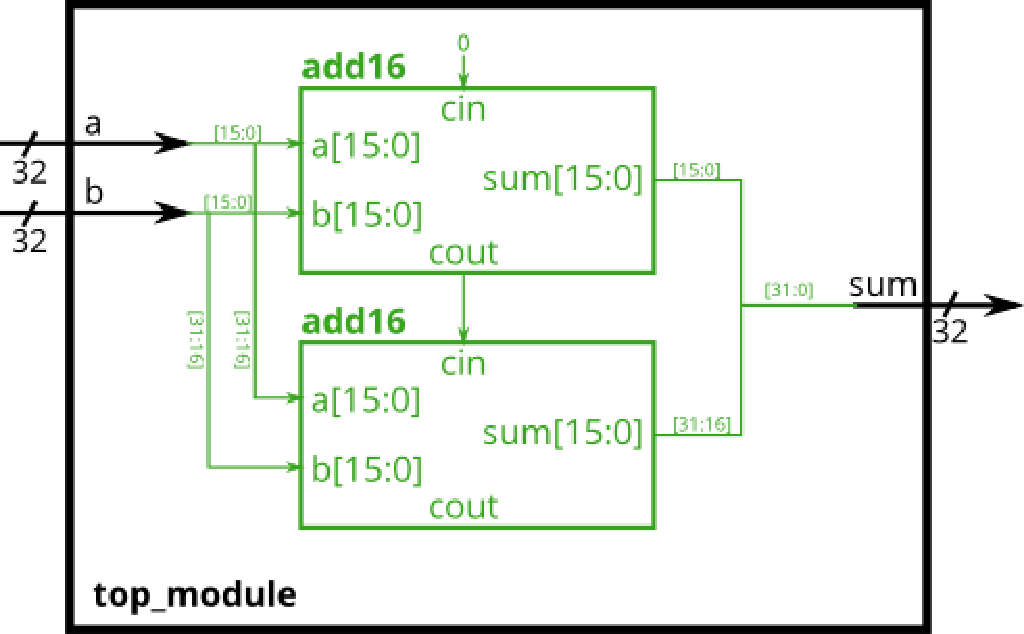 0
add16
cin
a
[15:0]
a[15:0]
32
sum[15:0]
[15:0]
b
[15:0]
b[15:0]
32
cout
[31:0]
sum
32
[31:16]
[31:16]
add16
cin
a[15:0]
sum[15:0]
[31:16]
b[15:0]
cout
top_module